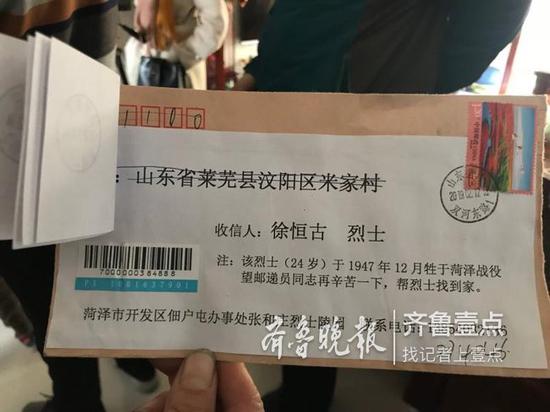 1100
: 山东省莱芜县汶阳区米家村
收信人: 徐恒古 烈士
注: 该烈士(24岁)于1947年12月牲于菏泽战役
望邮递员同志再辛苦一下,帮烈士找到家。
7000000384888
菏泽市开发区佃户屯办事处张和庄烈士陵园
齐鲁晚报 齐鲁壹点
找记者上壹点